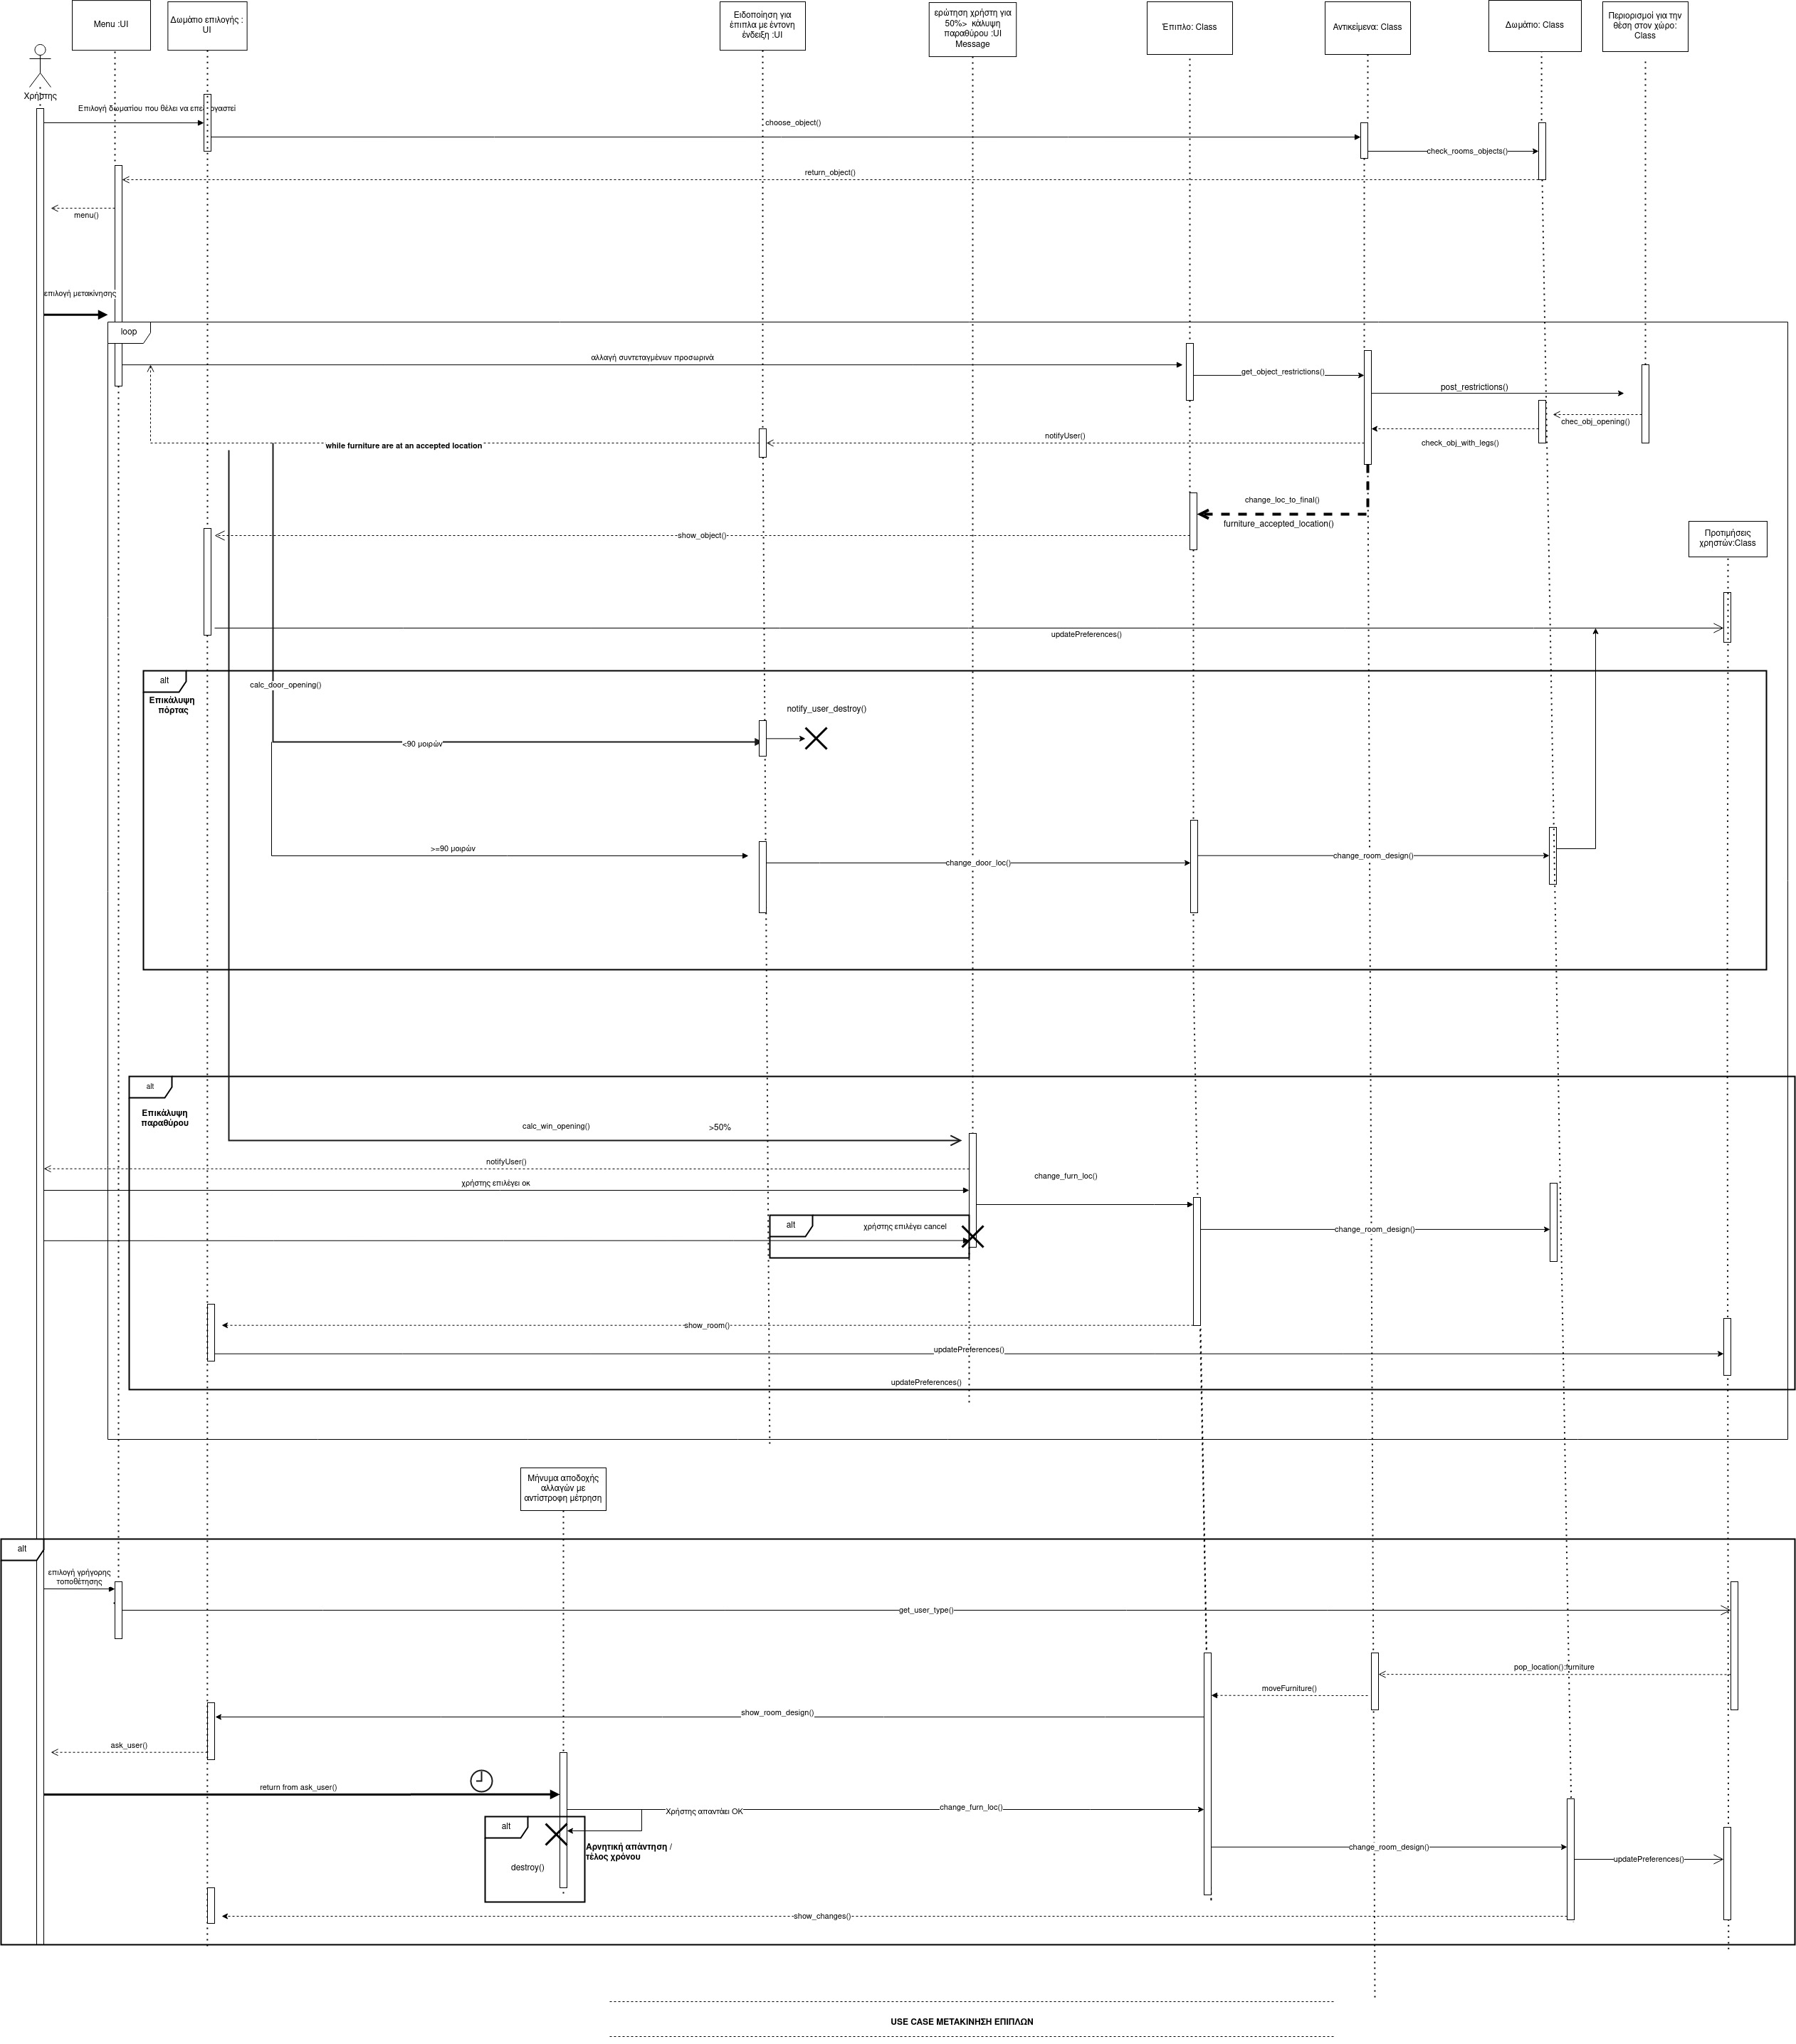 Menu :UI
Δωμάτιο επιλογής :
UI
Ειδοποίηση για
έπιπλα με έντονη
ένδειξη :UI
ερώτηση χρήστη για
50%> κάλυψη
παραθύρου :UI
Message
Έπιπλο: Class
Αντικείμενα: Class
Δωμάτιο: Class
Περιορισμοί για την
θέση στον χώρο:
Class
Χρήστης
Επιλογή δωματίου που θέλει να επεξεργαστεί
choose_object()
check_rooms_objects()
return_object()
menu()
επιλογή μετακίνησης
loop
αλλαγή συντεταγμένων προσωρινά
get_object_restrictions()
post_restrictions()
chec_obj_opening()
check_obj_with_legs()
notifyUser()
while furniture are at an accepted location
change_loc_to_final()
furniture_accepted_location()
show_object()
Προτιμήσεις
χρηστών:Class
updatePreferences()
alt
Επικάλυψη
πόρτας
calc_door_opening()
notify_user_destroy()
<90 μοιρών
>=90 μοιρών
change_door_loc()
change_room_design()
alt
Επικάλυψη
παραθύρου
calc_win_opening()
>50%
notifyUser()
χρήστης επιλέγει οκ
change_furn_loc()
alt
χρήστης επιλέγει cancel
change_room_design()
show_room()
updatePreferences()
updatePreferences()
Μήνυμα αποδοχής
αλλαγών με
αντίστροφη μέτρηση
alt
επιλογή γρήγορης
τοποθέτησης
get_user_type()
pop_location():furniture
moveFurniture()
show_room_design()
ask_user()
return from ask_user()
Χρήστης απαντάει ΟΚ
change_furn_loc()
alt
Αρνητική απάντηση /
τέλος χρόνου
destroy()
change_room_design()
updatePreferences()
show_changes()
USE CASE ΜΕΤΑΚΙΝΗΣΗ ΕΠΙΠΛΩΝ